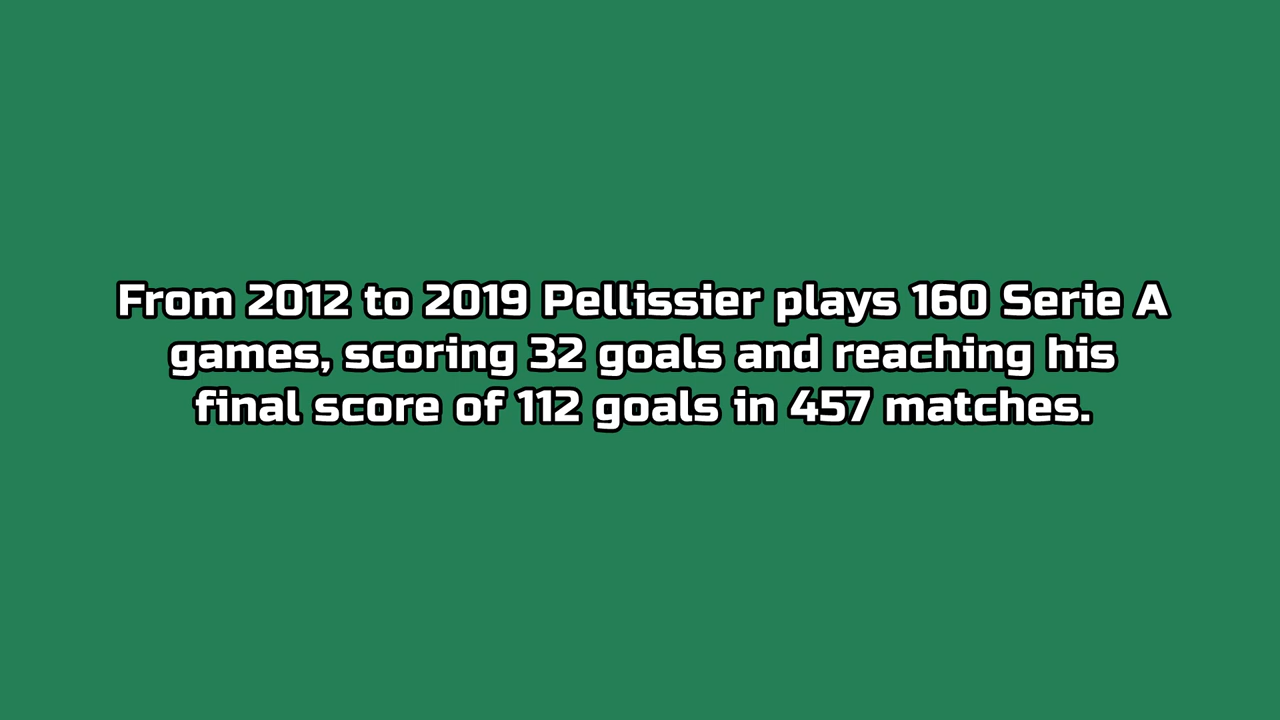 From 2012 to 2019 Pellissier plays 160 Serie A
games, scoring 32 goals and reaching his
final score of 112 goals in 457 matches.